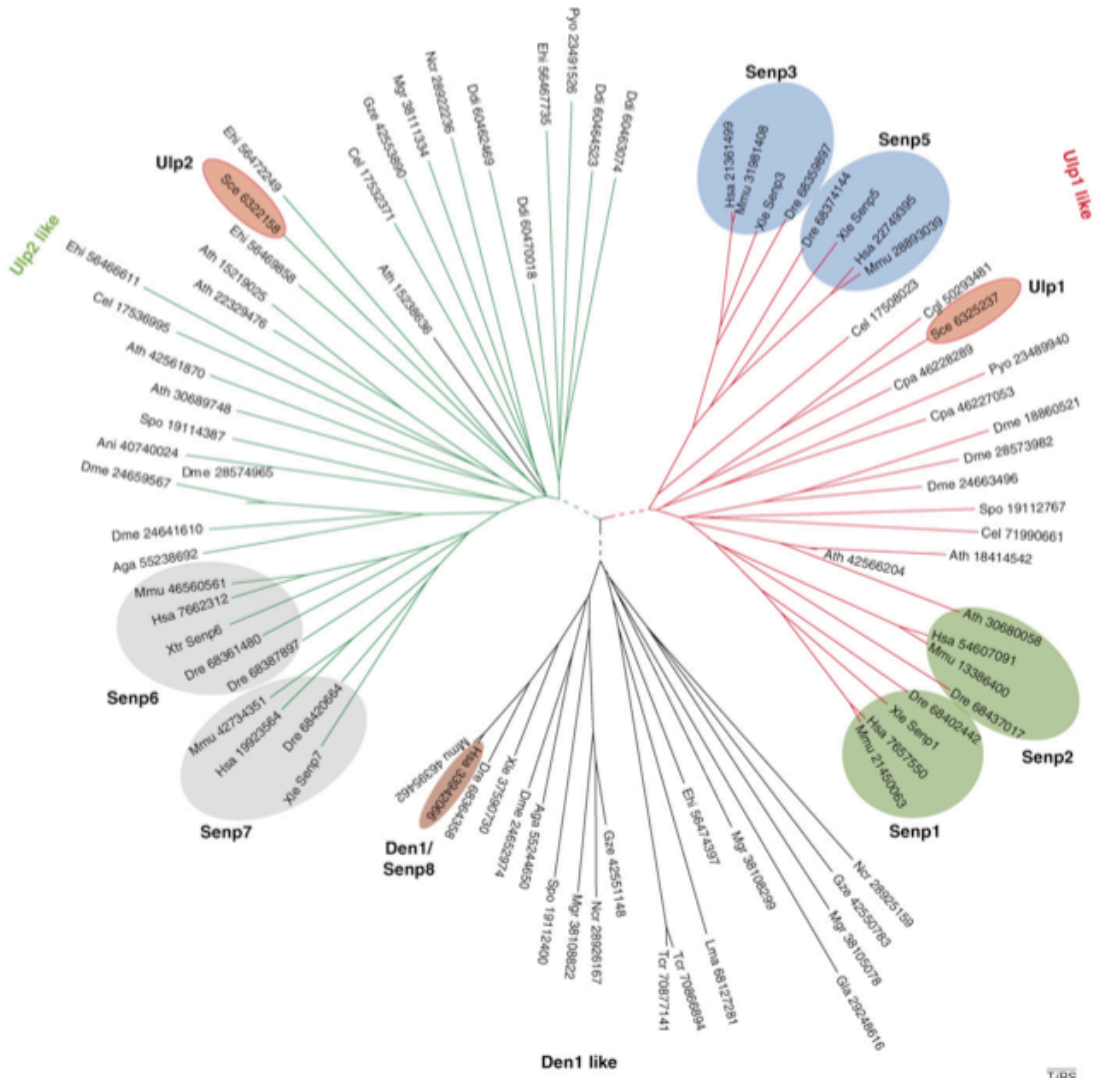 Ulp2 like
Ulp2
Ehi 56472249
Sce 6322158
Ehi 56469858
Ath 15219025
Ath 22329476
Ehi 56466611
Cel 17536995
Ath 42561870
Ath 30689748
Spo 19114387
Ani 40740024
Dme 28574965
Dme 24659567
Dme 24641610
Aga 55238692
Cel 17532371
Gze 42553890
Mgr 38111334
Ncr 28922296
Ddi 60462469
Ddi 60470018
Ath 15238636
Ehi 56467735
Pyo 23491526
Ddi 60464523
Ddi 60463074
Senp3
Hsa 21361499
Mmu 31981408
Xle Senp3
Dre 68359897
Senp5
Dre 68374144
Xle Senp5
Hsa 22749395
Mmu 28893039
Ulp1 like
Cel 17508023
Cgl 50293481
Sce 6325237
Ulp1
Cpa 46228289
Pyo 23489940
Cpa 46227053
Dme 18860521
Dme 28573982
Dme 24663496
Spo 19112767
Cel 71990661
Ath 18414542
Ath 42566204
Ath 30680058
Hsa 54607091
Mmu 13386400
Dre 68437017
Senp2
Dre 68402442
Xle Senp1
Hsa 7657550
Mmu 21450063
Senp1
Mmu 46560561
Hsa 7662312
Xtr Senp6
Dre 68361480
Dre 68387897
Senp6
Mmu 42734351
Hsa 19923564
Dre 68420664
Xle Senp7
Senp7
Mmu 46395462
Hsa 33942066
Dre 68364358
Den1/
Senp8
Xle 37590730
Dme 24652974
Aga 55244650
Spo 19112400
Mgr 38108822
Ncr 28926167
Gze 42551148
Tcr 70877141
Tcr 70866894
Lma 68127281
Ehi 56474397
Mgr 38108299
Gla 29248616
Mgr 38105078
Gze 42550783
Ncr 28925159
Den1 like